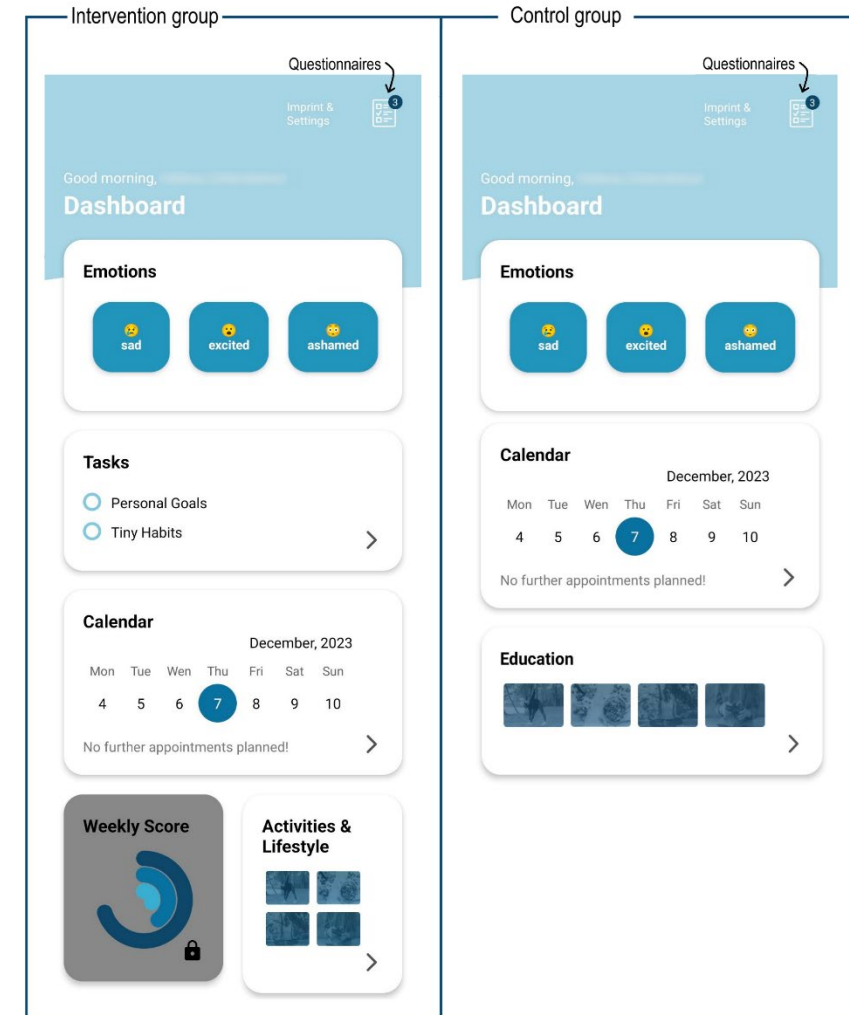 Intervention group
Questionnaires
3
Imprint &
Settings
Good morning,
Dashboard
Emotions
sad excited ashamed
Tasks
Personal Goals
Tiny Habits
Calendar
December, 2023
Mon Tue Wen Thu Fri Sat Sun
4 5 6 7 8 9 10
No further appointments planned!
Weekly Score
Activities &
Lifestyle
Control group
Questionnaires
3
Imprint &
Settings
Good morning,
Dashboard
Emotions
sad excited ashamed
Calendar
December, 2023
Mon Tue Wen Thu Fri Sat Sun
4 5 6 7 8 9 10
No further appointments planned!
Education